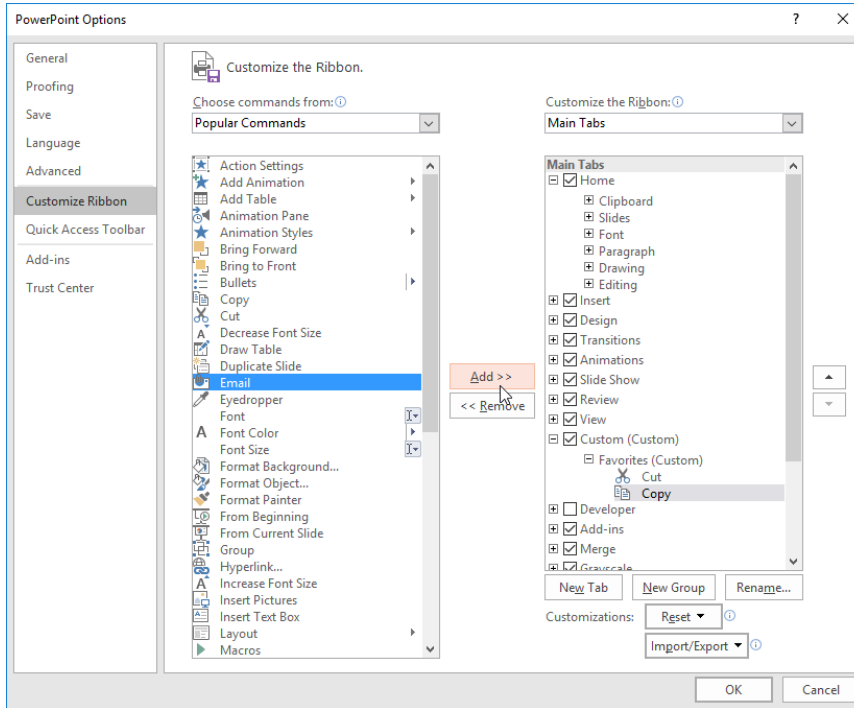 PowerPoint Options
?
General
Proofing
Save
Language
Advanced
Customize Ribbon
Quick Access Toolbar
Add-ins
Trust Center
Customize the Ribbon.
Choose commands from:
Popular Commands
Action Settings
Add Animation
Add Table
Animation Pane
Animation Styles
Bring Forward
Bring to Front
Bullets
Copy
Cut
Decrease Font Size
Draw Table
Duplicate Slide
Email
Eyedropper
Font
Font Color
Font Size
Format Background...
Format Object...
Format Painter
From Beginning
From Current Slide
Group
Hyperlink...
Increase Font Size
Insert Pictures
Insert Text Box
Layout
Macros
Add >>
<< Remove
Customize the Ribbon:
Main Tabs
Main Tabs
Home
Clipboard
Slides
Font
Paragraph
Drawing
Editing
Insert
Design
Transitions
Animations
Slide Show
Review
View
Custom (Custom)
Favorites (Custom)
Cut
Copy
Developer
Add-ins
Merge
Grayscale
New Tab
New Group
Rename...
Customizations:
Reset
Import/Export
OK
Cancel